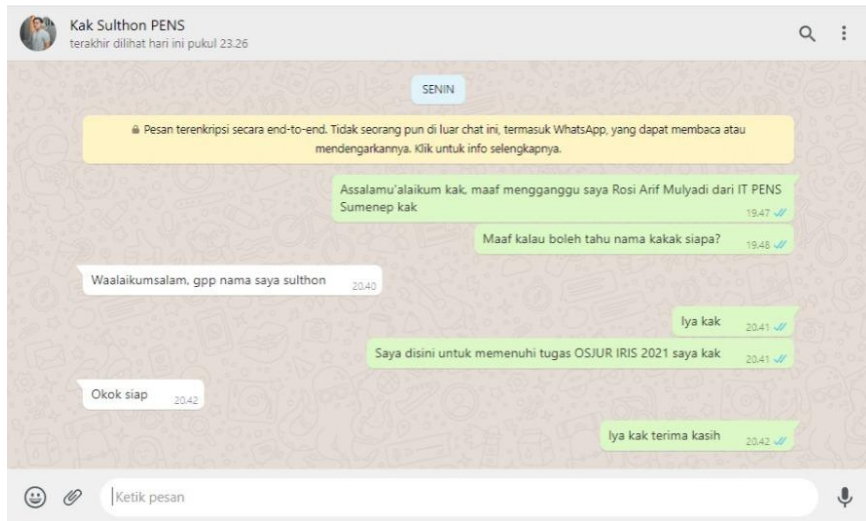 Kak Sulthon PENS
terakhir dilihat hari ini pukul 23.26
SENIN
Pesan terenkripsi secara end-to-end. Tidak seorang pun di luar chat ini, termasuk WhatsApp, yang dapat membaca atau
mendengarkannya. Klik untuk info selengkapnya.
Assalamu'alaikum kak, maaf mengganggu saya Rosi Arif Mulyadi dari IT PENS
Sumenep kak 19.47
Maaf kalau boleh tahu nama kakak siapa? 19.48
Waalaikumsalam, gpp nama saya sulthon 20.40
Iya kak 20.41
Saya disini untuk memenuhi tugas OSJUR IRIS 2021 saya kak 20.41
Okok siap 20.42
Iya kak terima kasih 20.42
Ketik pesan